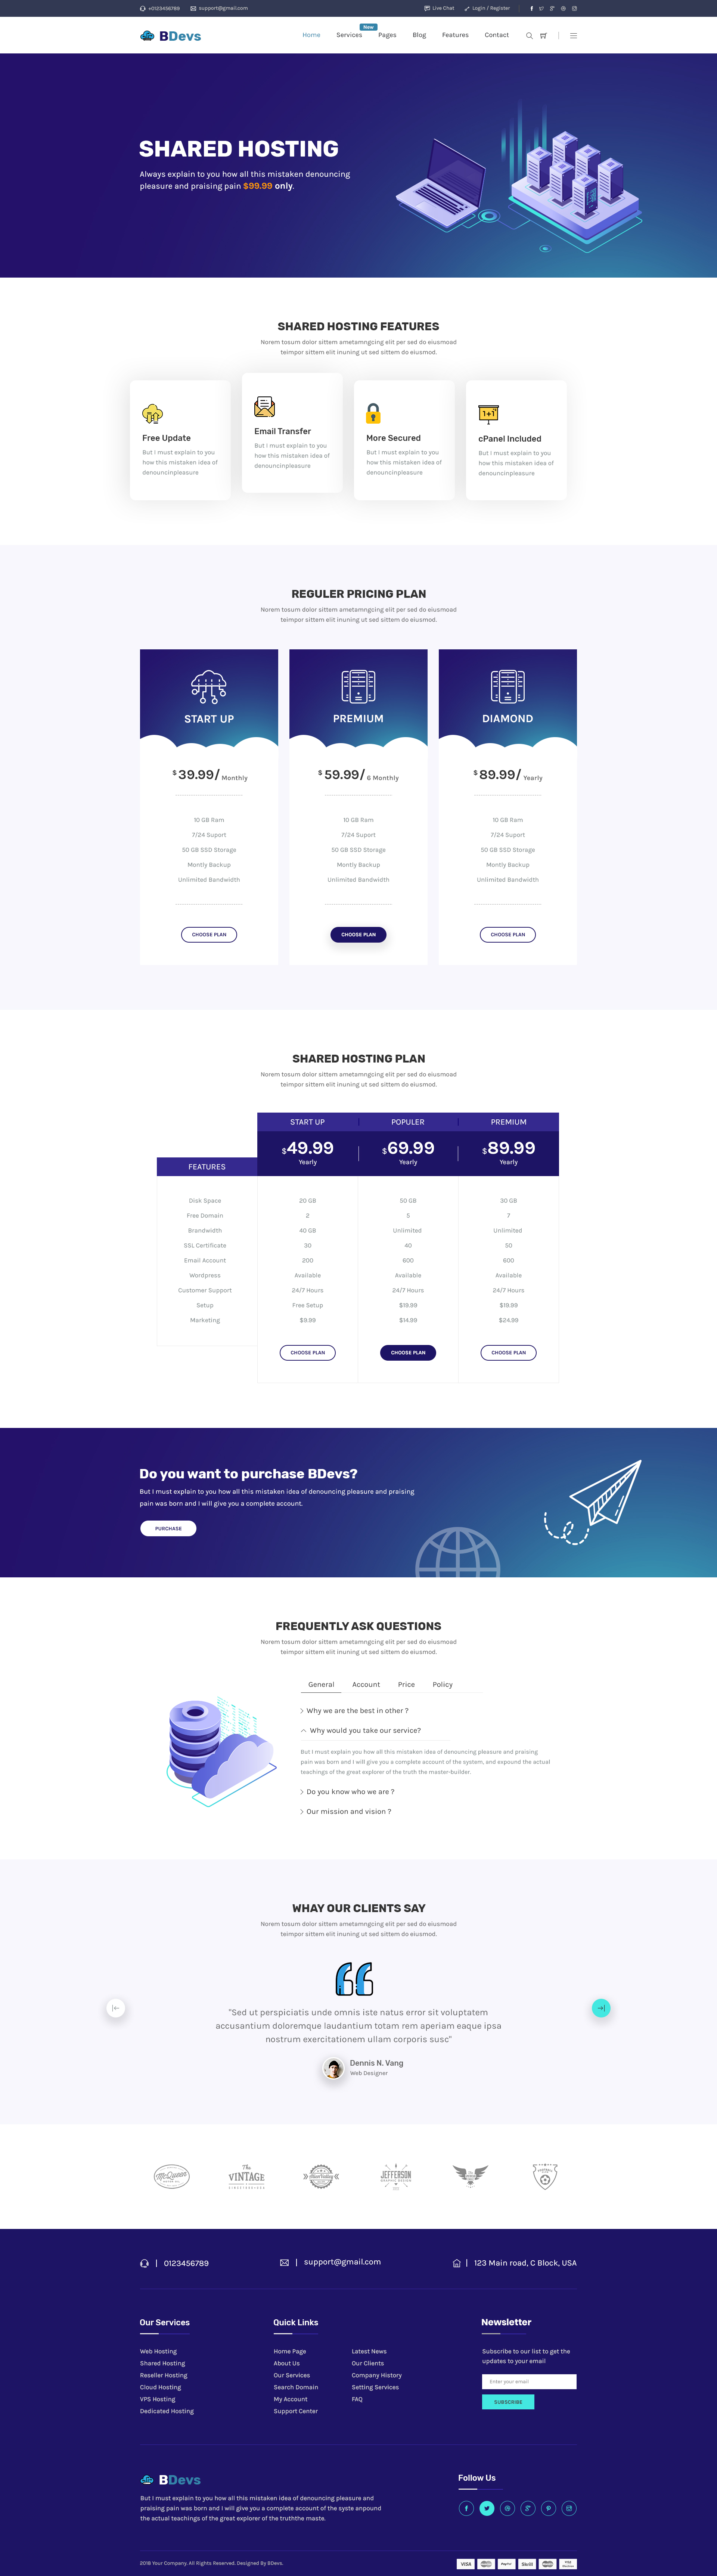 +0123456789 support@gmail.com Live Chat Login / Register
BDevs Home Services New Pages Blog Features Contact
SHARED HOSTING
Always explain to you how all this mistaken denouncing
pleasure and praising pain $99.99 only.
SHARED HOSTING FEATURES
Norem tosum dolor sittem ametamngcing elit per sed do eiusmoad
teimpor sittem elit inuning ut sed sittem do eiusmod.
Free Update
But I must explain to you
how this mistaken idea of
denouncinpleasure
Email Transfer
But I must explain to you
how this mistaken idea of
denouncinpleasure
More Secured
But I must explain to you
how this mistaken idea of
denouncinpleasure
1+1
cPanel Included
But I must explain to you
how this mistaken idea of
denouncinpleasure
REGULER PRICING PLAN
Norem tosum dolor sittem ametamngcing elit per sed do eiusmoad
teimpor sittem elit inuning ut sed sittem do eiusmod.
START UP
$ 39.99/ Monthly
10 GB Ram
7/24 Suport
50 GB SSD Storage
Montly Backup
Unlimited Bandwidth
CHOOSE PLAN
PREMIUM
$ 59.99/ 6 Monthly
10 GB Ram
7/24 Suport
50 GB SSD Storage
Montly Backup
Unlimited Bandwidth
CHOOSE PLAN
DIAMOND
$ 89.99/ Yearly
10 GB Ram
7/24 Suport
50 GB SSD Storage
Montly Backup
Unlimited Bandwidth
CHOOSE PLAN
SHARED HOSTING PLAN
Norem tosum dolor sittem ametamngcing elit per sed do eiusmoad
teimpor sittem elit inuning ut sed sittem do eiusmod.
START UP POPULER PREMIUM
$49.99 $69.99 $89.99
Yearly Yearly Yearly
FEATURES
Disk Space 20 GB 50 GB 30 GB
Free Domain 2 5 7
Brandwidth 40 GB Unlimited Unlimited
SSL Certificate 30 40 50
Email Account 200 600 600
Wordpress Available Available Available
Customer Support 24/7 Hours 24/7 Hours 24/7 Hours
Setup Free Setup $19.99 $19.99
Marketing $9.99 $14.99 $24.99
CHOOSE PLAN CHOOSE PLAN CHOOSE PLAN
Do you want to purchase BDevs?
But I must explain to you how all this mistaken idea of denouncing pleasure and praising
pain was born and I will give you a complete account.
PURCHASE
FREQUENTLY ASK QUESTIONS
Norem tosum dolor sittem ametamngcing elit per sed do eiusmoad
teimpor sittem elit inuning ut sed sittem do eiusmod.
General Account Price Policy
Why we are the best in other ?
Why would you take our service?
But I must explain you how all this mistaken idea of denouncing pleasure and praising
pain was born and I will give you a complete account of the system, and expound the actual
teachings of the great explorer of the truth the master-builder.
Do you know who we are ?
Our mission and vision ?
WHAY OUR CLIENTS SAY
Norem tosum dolor sittem ametamngcing elit per sed do eiusmoad
teimpor sittem elit inuning ut sed sittem do eiusmod.
"Sed ut perspiciatis unde omnis iste natus error sit voluptatem
accusantium doloremque laudantium totam rem aperiam eaque ipsa
nostrum exercitationem ullam corporis susc"
Dennis N. Vang
Web Designer
McQueen The VINTAGE JEFFERSON
0123456789 support@gmail.com 123 Main road, C Block, USA
Our Services
Web Hosting
Shared Hosting
Reseller Hosting
Cloud Hosting
VPS Hosting
Dedicated Hosting
Quick Links
Home Page
About Us
Our Services
Search Domain
My Account
Support Center
Latest News
Our Clients
Company History
Setting Services
FAQ
Newsletter
Subscribe to our list to get the
updates to your email
Enter your email
SUBSCRIBE
BDevs
But I must explain to you how all this mistaken idea of denouncing pleasure and
praising pain was born and I will give you a complete account of the syste anpound
the actual teachings of the great explorer of the truththe maste.
Follow Us
2018 Your Company. All Rights Reserved. Designed By BDevs.
VISA PayPal Skrill